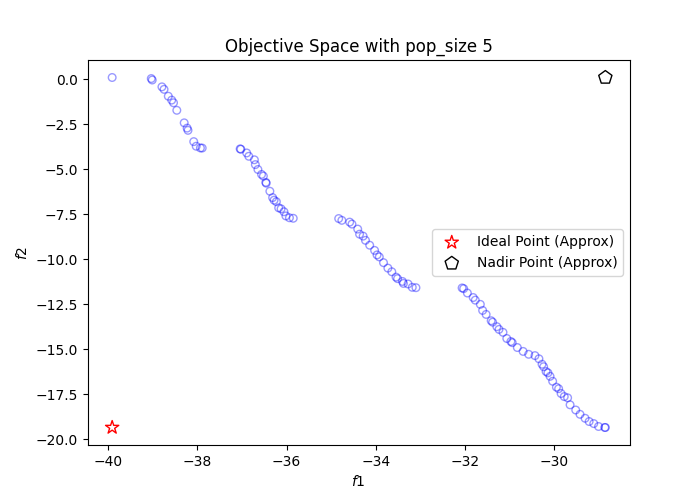 Objective Space with pop_size 5
0.0
−2.5
−5.0
−7.5
−10.0
−12.5
−15.0
−17.5
−20.0
f2
Ideal Point (Approx)
Nadir Point (Approx)
−40 −38 −36 −34 −32 −30
f1